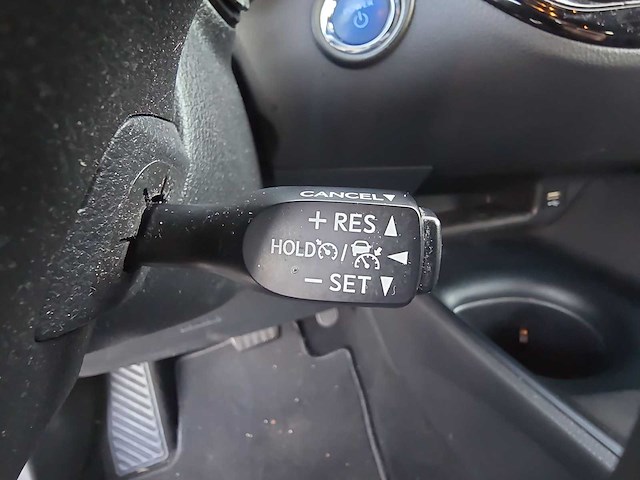 CANCEL▼
+ RES ▲
HOLD / ◄
− SET ▼